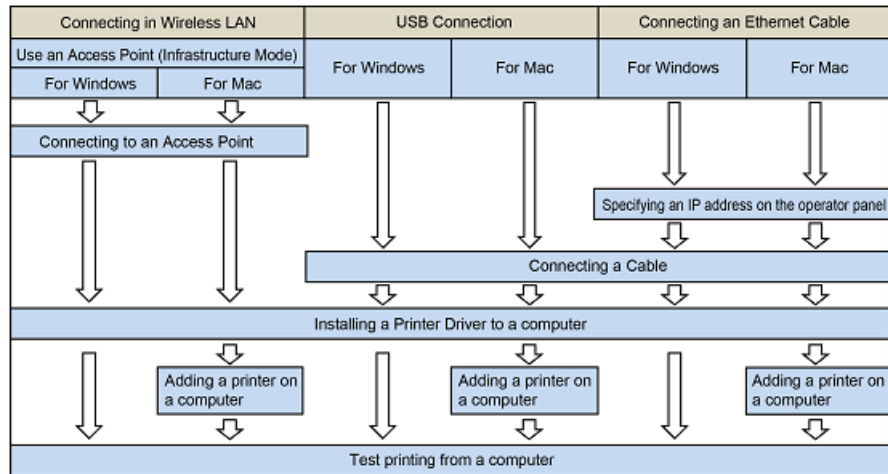 Connecting in Wireless LAN
USB Connection
Connecting an Ethernet Cable
Use an Access Point (Infrastructure Mode)
For Windows
For Mac
For Windows
For Mac
For Windows
For Mac
Connecting to an Access Point
Specifying an IP address on the operator panel
Connecting a Cable
Installing a Printer Driver to a computer
Adding a printer on
a computer
Adding a printer on
a computer
Adding a printer on
a computer
Test printing from a computer